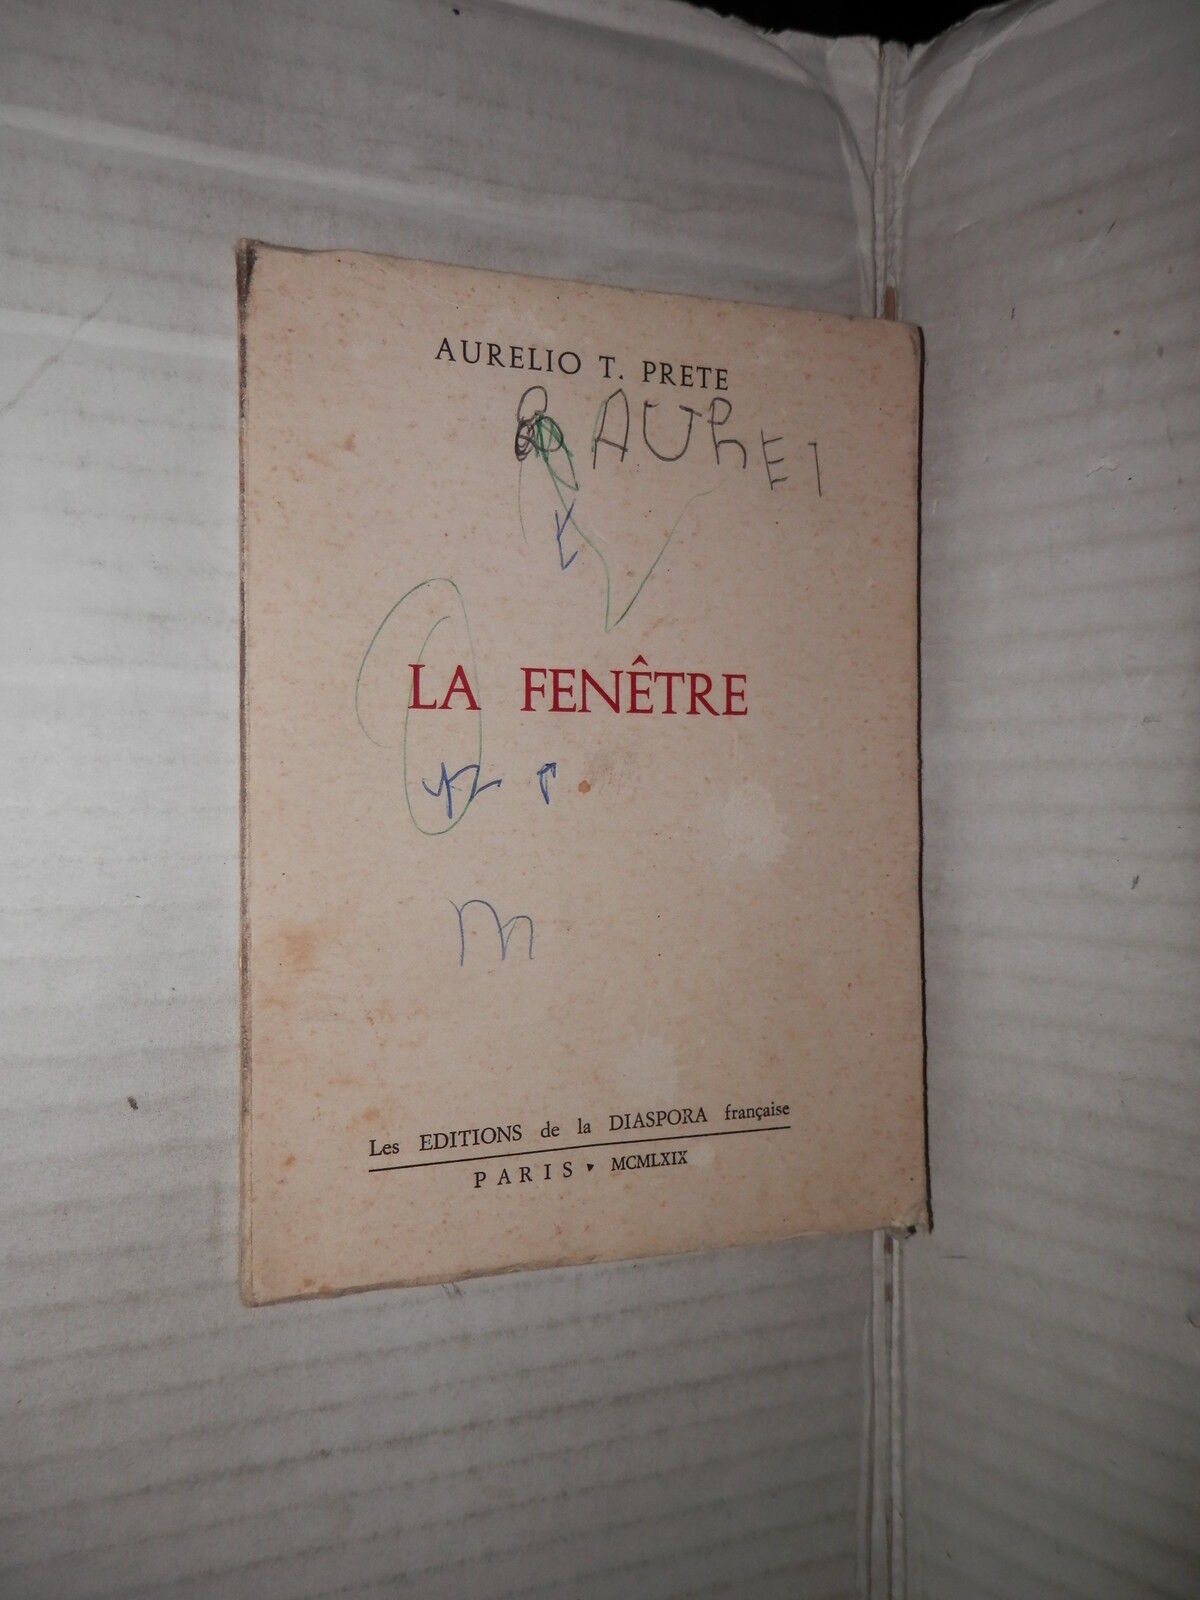 AURELIO T. PRETE
AUREI
LA FENÊTRE
m
Les EDITIONS de la DIASPORA française
PARIS ▾ MCMLXIX